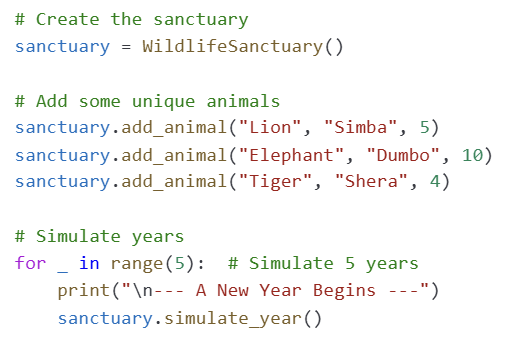 # Create the sanctuary
sanctuary = WildlifeSanctuary()
# Add some unique animals
sanctuary.add_animal("Lion", "Simba", 5)
sanctuary.add_animal("Elephant", "Dumbo", 10)
sanctuary.add_animal("Tiger", "Shera", 4)
# Simulate years
for _ in range(5):  # Simulate 5 years
    print("\n--- A New Year Begins ---")
    sanctuary.simulate_year()